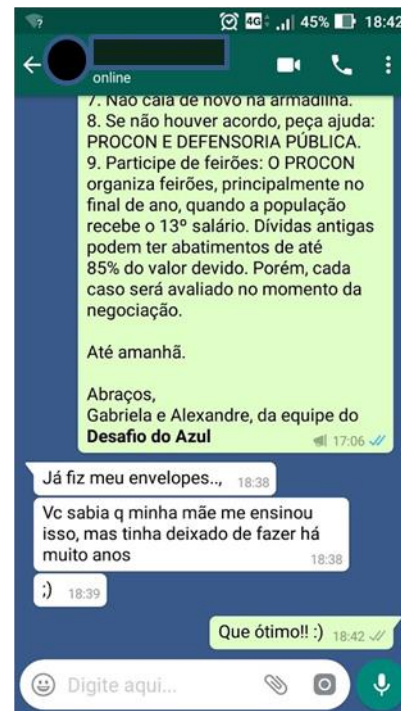 4G 45% 18:42
online
7. Não caia de novo na armadilha.
8. Se não houver acordo, peça ajuda:
PROCON E DEFENSORIA PÚBLICA.
9. Participe de feirões: O PROCON
organiza feirões, principalmente no
final de ano, quando a população
recebe o 13º salário. Dívidas antigas
podem ter abatimentos de até
85% do valor devido. Porém, cada
caso será avaliado no momento da
negociação.
Até amanhã.
Abraços,
Gabriela e Alexandre, da equipe do
Desafio do Azul 17:06
Já fiz meu envelopes.., 18:38
Vc sabia q minha mãe me ensinou
isso, mas tinha deixado de fazer há
muito anos 18:38
;) 18:39
Que ótimo!! :) 18:42
Digite aqui...